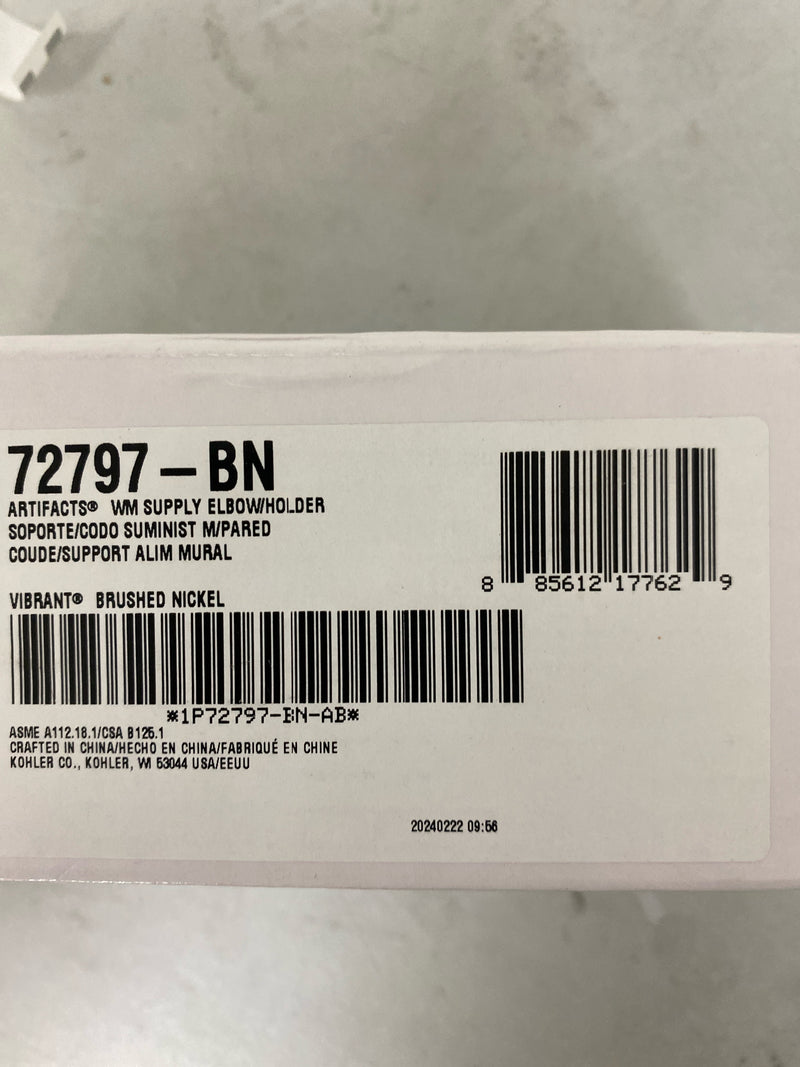 72797-BN
ARTIFACTS® WM SUPPLY ELBOW/HOLDER
SOPORTE/CODO SUMINIST M/PARED
COUDE/SUPPORT ALIM MURAL
VIBRANT® BRUSHED NICKEL
8 85612 17762 9
*1P72797-BN-AB*
ASME A112.18.1/CSA B125.1
CRAFTED IN CHINA/HECHO EN CHINA/FABRIQUÉ EN CHINE
KOHLER CO., KOHLER, WI 53044 USA/EEUU
20240222 09:56